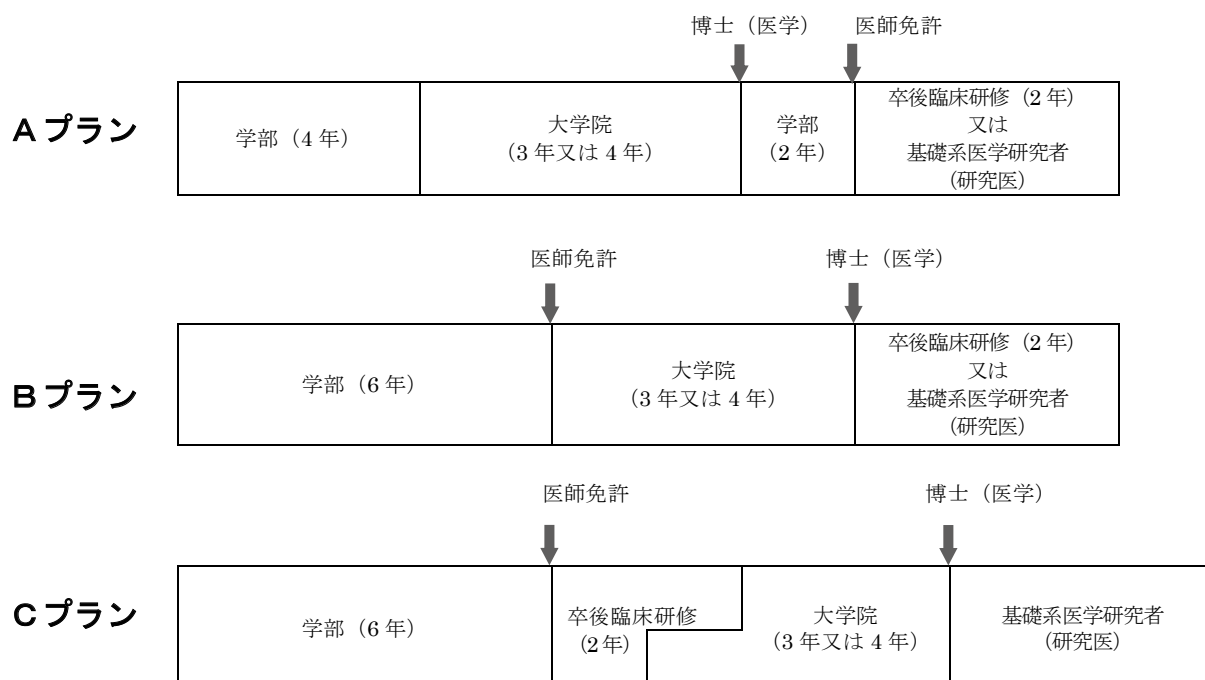 博士（医学）　医師免許
Aプラン
学部（4 年）
大学院
（3 年又は 4 年）
学部
（2 年）
卒後臨床研修（2 年）
又は
基礎系医学研究者
（研究医）
医師免許　博士（医学）
Bプラン
学部（6 年）
大学院
（3 年又は 4 年）
卒後臨床研修（2 年）
又は
基礎系医学研究者
（研究医）
医師免許　博士（医学）
Cプラン
学部（6 年）
卒後臨床研修
（2年）
大学院
（3 年又は 4 年）
基礎系医学研究者
（研究医）